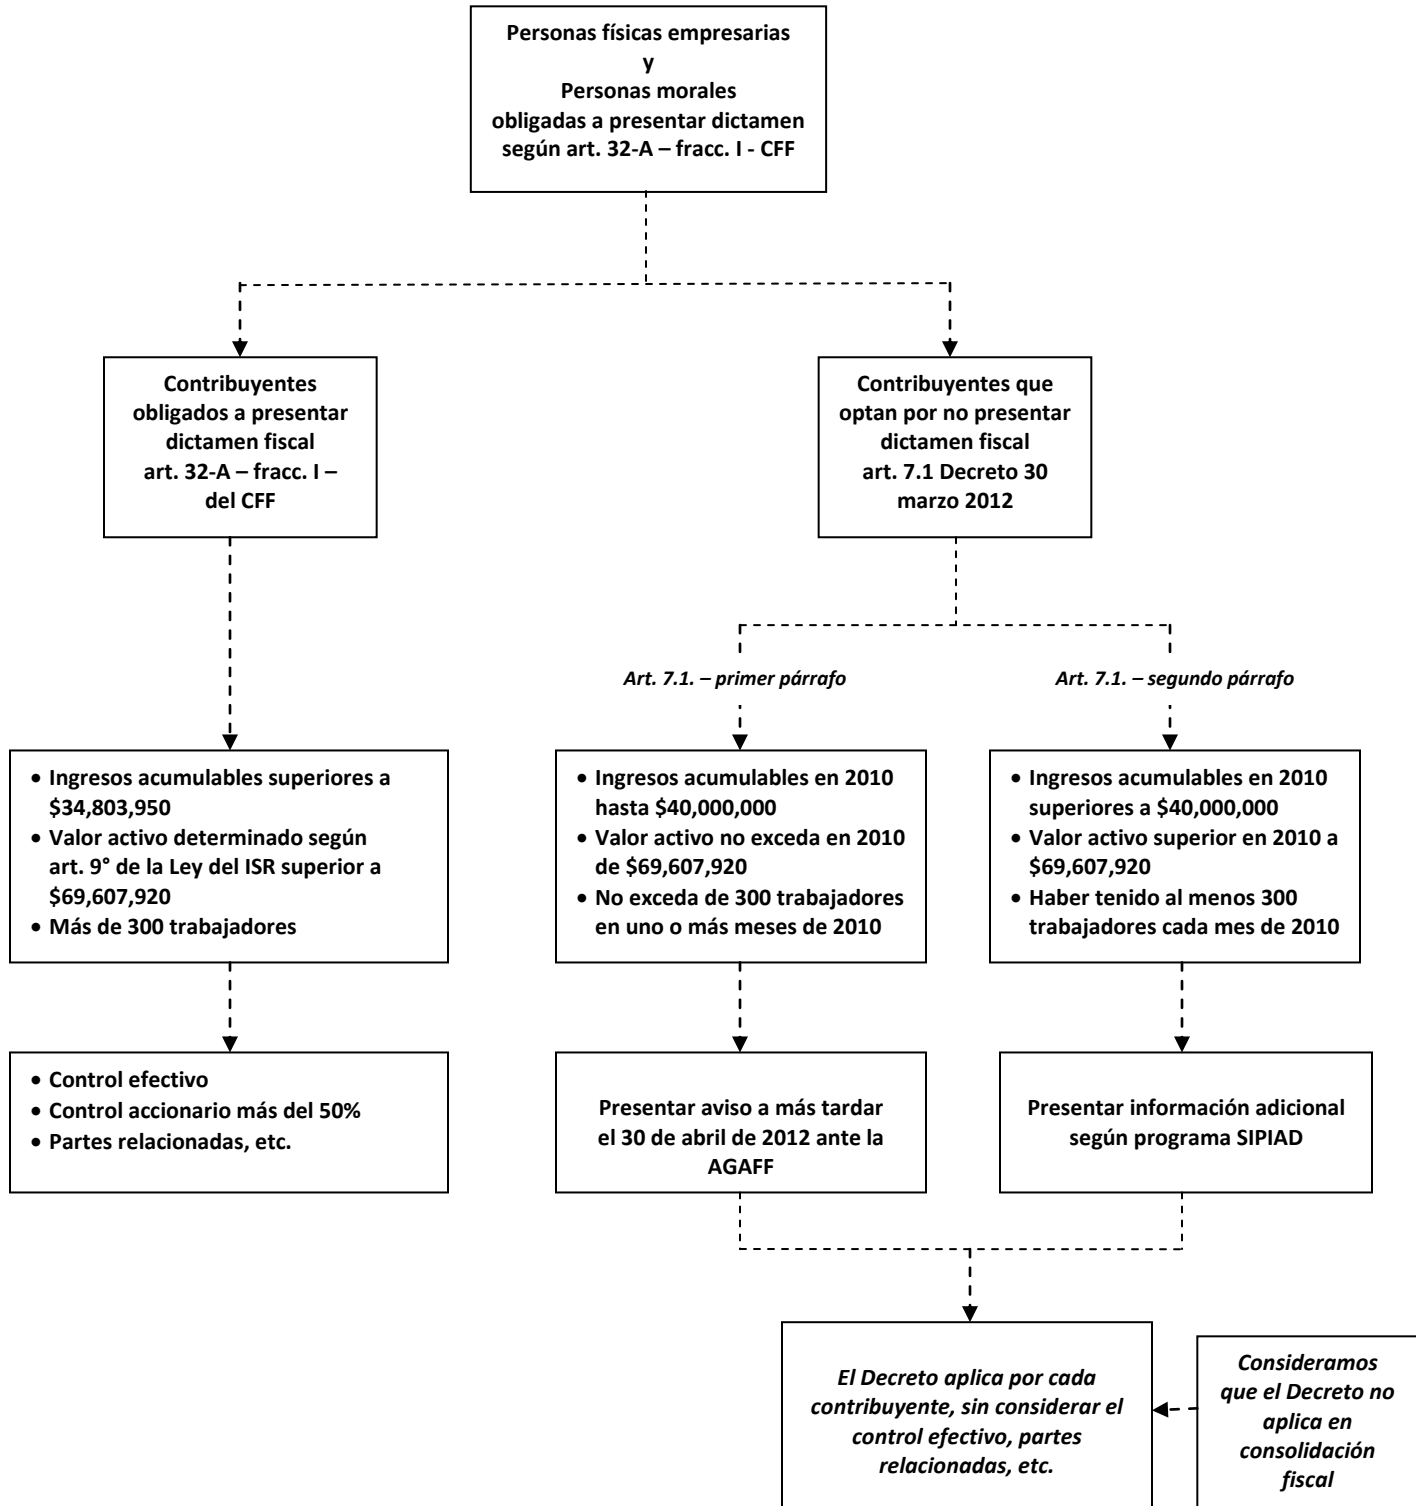 Personas físicas empresarias
y
Personas morales
obligadas a presentar dictamen
según art. 32-A – fracc. I - CFF
Contribuyentes
obligados a presentar
dictamen fiscal
art. 32-A – fracc. I –
del CFF
Contribuyentes que
optan por no presentar
dictamen fiscal
art. 7.1 Decreto 30
marzo 2012
Art. 7.1. – primer párrafo
Art. 7.1. – segundo párrafo
• Ingresos acumulables superiores a
$34,803,950
• Valor activo determinado según
art. 9° de la Ley del ISR superior a
$69,607,920
• Más de 300 trabajadores
• Ingresos acumulables en 2010
hasta $40,000,000
• Valor activo no exceda en 2010
de $69,607,920
• No exceda de 300 trabajadores
en uno o más meses de 2010
• Ingresos acumulables en 2010
superiores a $40,000,000
• Valor activo superior en 2010 a
$69,607,920
• Haber tenido al menos 300
trabajadores cada mes de 2010
• Control efectivo
• Control accionario más del 50%
• Partes relacionadas, etc.
Presentar aviso a más tardar
el 30 de abril de 2012 ante la
AGAFF
Presentar información adicional
según programa SIPIAD
El Decreto aplica por cada
contribuyente, sin considerar el
control efectivo, partes
relacionadas, etc.
Consideramos
que el Decreto no
aplica en
consolidación
fiscal